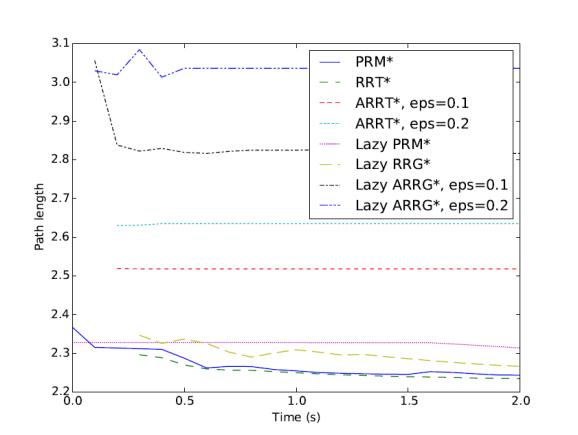 3.1
3.0
2.9
2.8
2.7
2.6
2.5
2.4
2.3
2.2
Path length
0.0 0.5 1.0 1.5 2.0
Time (s)
PRM*
RRT*
ARRT*, eps=0.1
ARRT*, eps=0.2
Lazy PRM*
Lazy RRG*
Lazy ARRG*, eps=0.1
Lazy ARRG*, eps=0.2